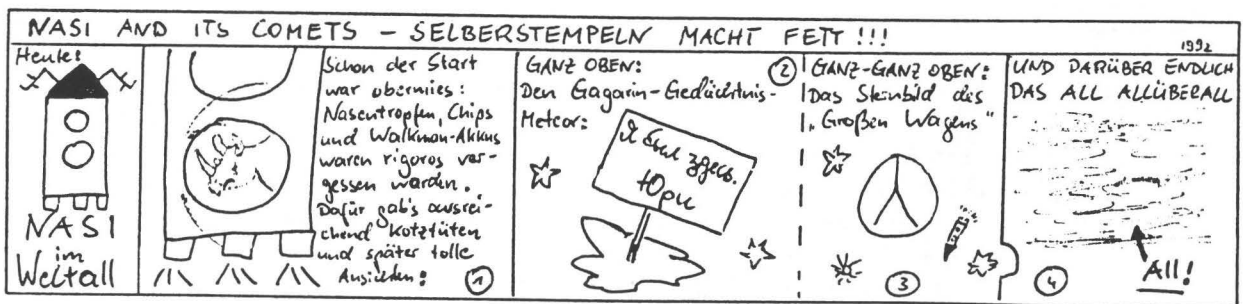 NASI AND ITS COMETS – SELBERSTEMPELN MACHT FETT !!!
1992
Heute:
NASI
im
Weltall
Schon der Start
war obermies:
Nasentropfen, Chips
und Walkman-Akkus
waren rigoros ver-
gessen worden.
Dafür gab's ausrei-
chend Kotztüten
und später tolle
Ansichten:
1
GANZ OBEN:
2
Den Gagarin-Gedächtnis-
Meteor:
Я был здесь.
Юри
GANZ-GANZ OBEN:
Das Sternbild des
"Großen Wagens"
3
UND DARÜBER ENDLICH
DAS ALL ALLÜBERALL
All!
4